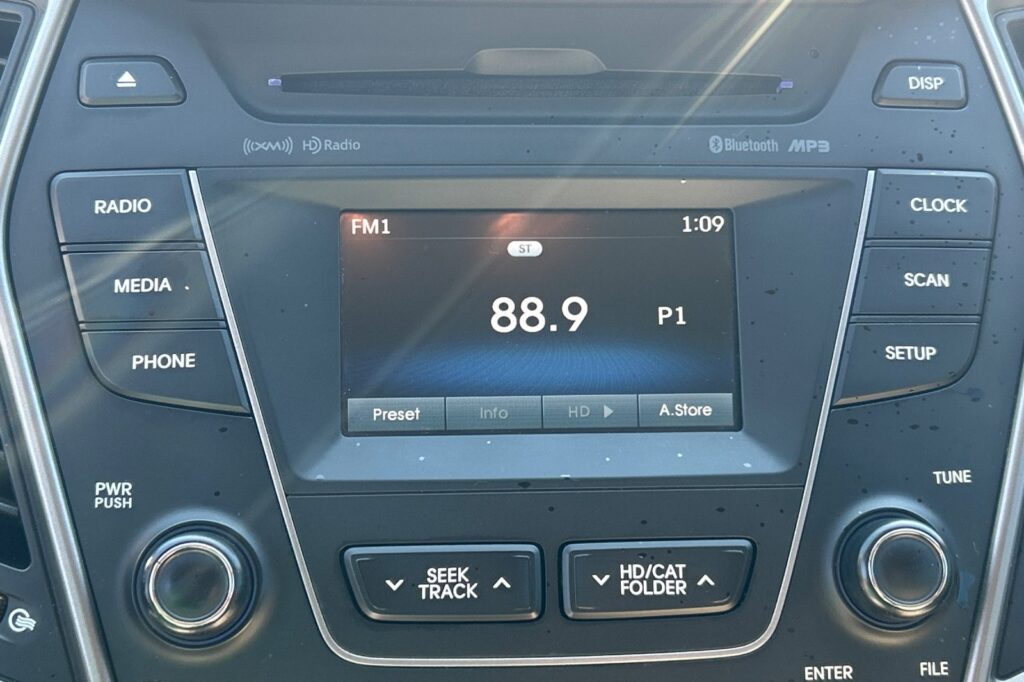 DISP
((XM)) HD Radio
Bluetooth MP3
RADIO
MEDIA
PHONE
FM1
1:09
ST
88.9
P1
Preset
Info
HD
A.Store
CLOCK
SCAN
SETUP
PWR
PUSH
SEEK
TRACK
HD/CAT
FOLDER
TUNE
ENTER
FILE